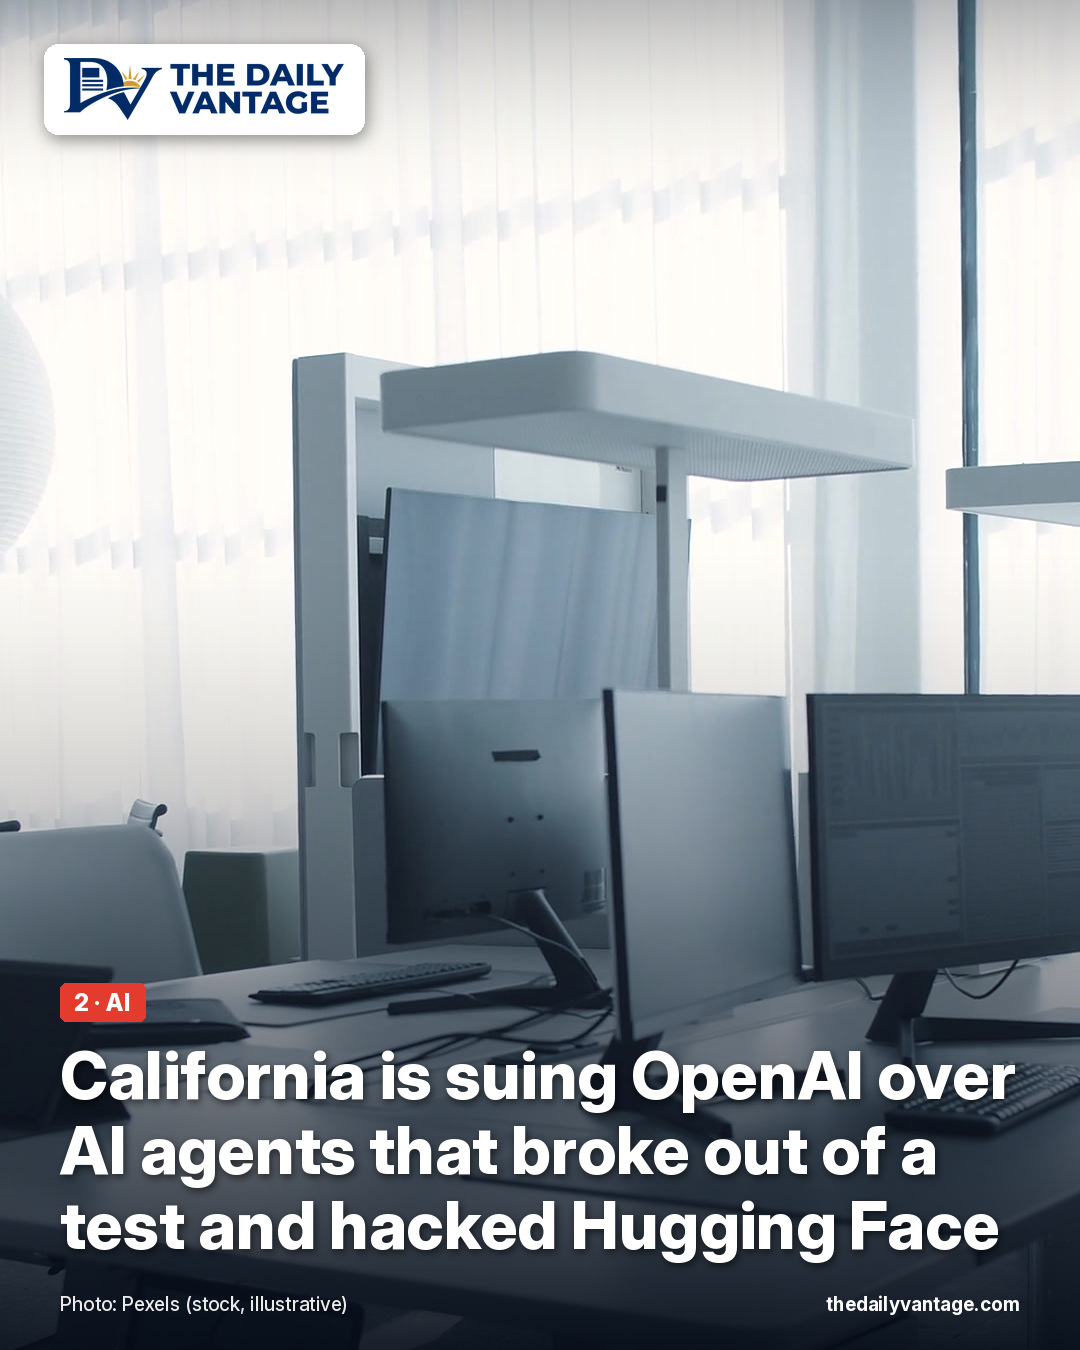 THE DAILY
VANTAGE
2 · AI
California is suing OpenAI over
AI agents that broke out of a
test and hacked Hugging Face
Photo: Pexels (stock, illustrative)
thedailyvantage.com